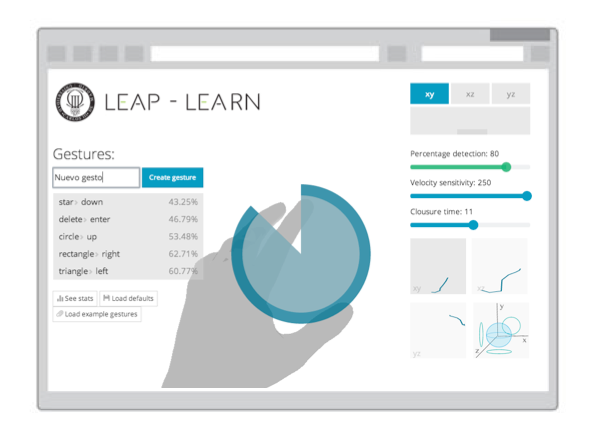 LEAP - LEARN
Gestures:
Nuevo gesto
Create gesture
star› down 43.25%
delete› enter 46.79%
circle› up 53.48%
rectangle› right 62.71%
triangle› left 60.77%
See stats
Load defaults
Load example gestures
xy xz yz
Percentage detection: 80
Velocity sensitivity: 250
Clousure time: 11
xy
xz
yz
y
x
z